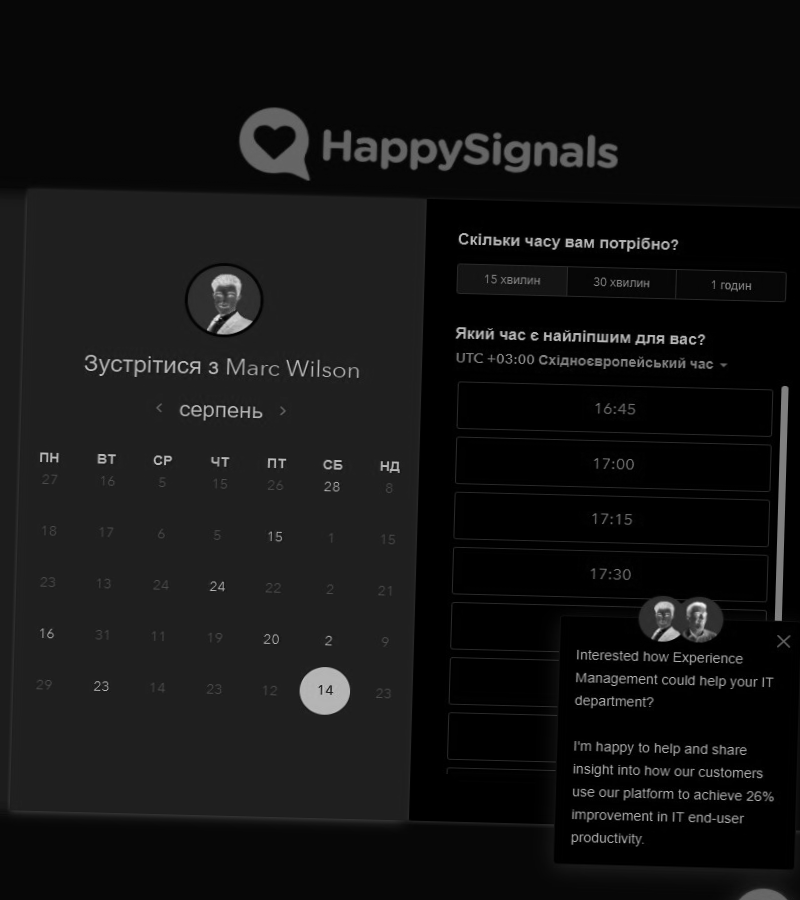 HappySignals
Зустрітися з Marc Wilson
серпень
ПН ВТ СР ЧТ ПТ СБ НД
27 16 5 15 26 28 8
18 17 6 5 15 1 15
23 13 24 24 22 2 21
16 31 11 19 20 2 9
29 23 14 23 12 14 23
Скільки часу вам потрібно?
15 хвилин 30 хвилин 1 годин
Який час є найліпшим для вас?
UTC +03:00 Східноєвропейський час
16:45
17:00
17:15
17:30
Interested how Experience
Management could help your IT
department?
I'm happy to help and share
insight into how our customers
use our platform to achieve 26%
improvement in IT end-user
productivity.